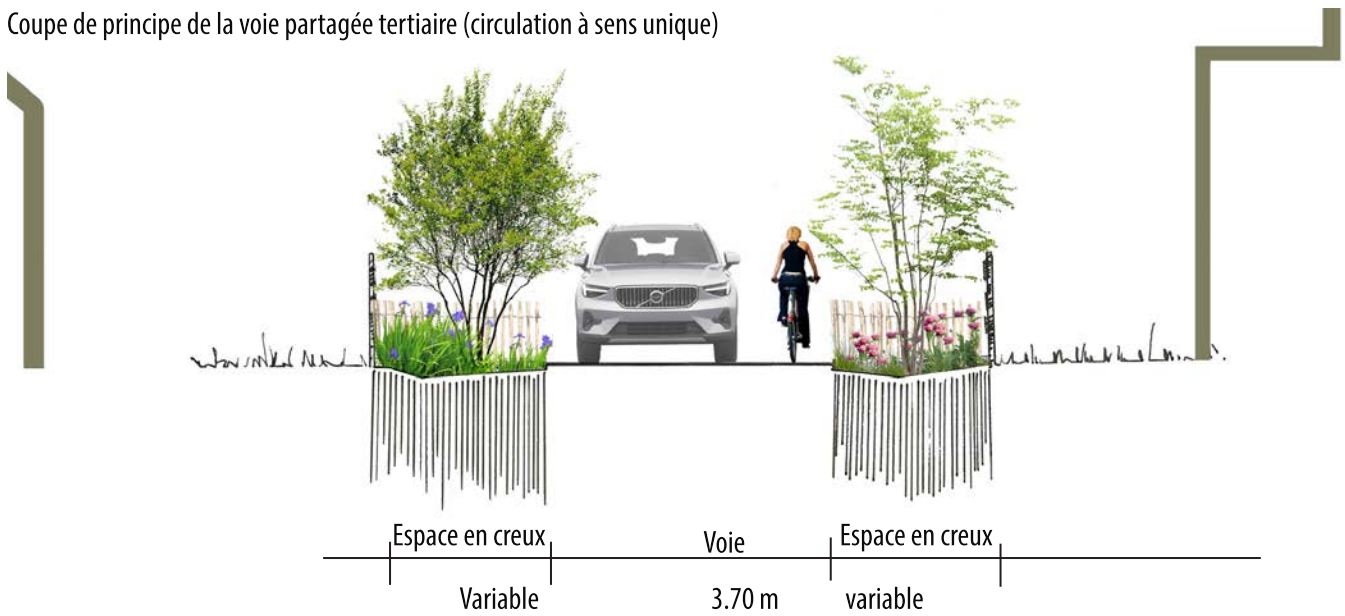 Coupe de principe de la voie partagée tertiaire (circulation à sens unique)
Espace en creux Voie Espace en creux
Variable 3.70 m variable